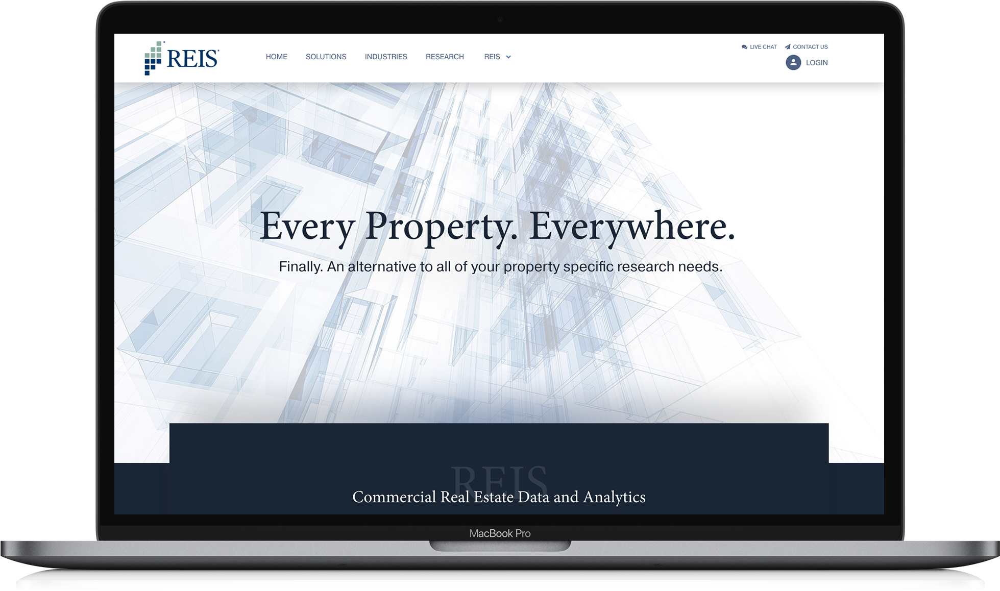 REIS
HOME SOLUTIONS INDUSTRIES RESEARCH REIS
LIVE CHAT CONTACT US
LOGIN
Every Property. Everywhere.
Finally. An alternative to all of your property specific research needs.
REIS
Commercial Real Estate Data and Analytics
MacBook Pro